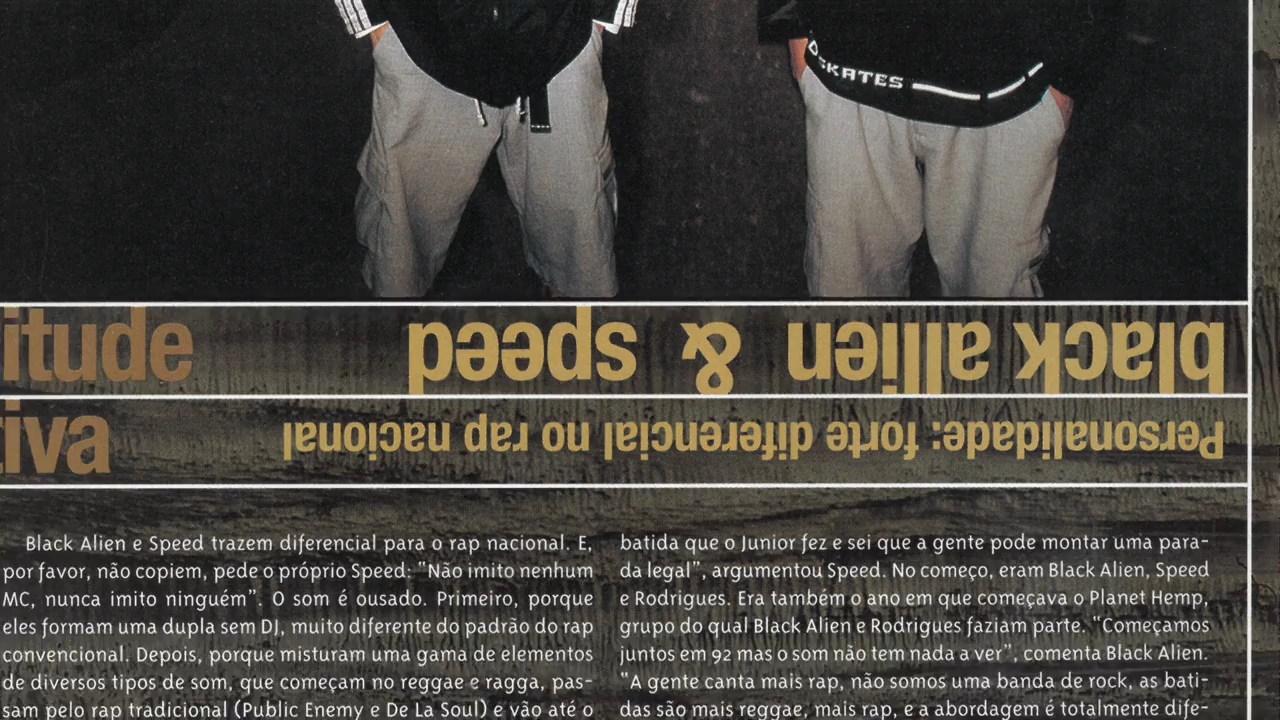 D SKATES
itude
black allien & speed
tiva
Personalidade: forte diferencial no rap nacional
Black Alien e Speed trazem diferencial para o rap nacional. E,
por favor, não copiem, pede o próprio Speed: "Não imito nenhum
MC, nunca imito ninguém". O som é ousado. Primeiro, porque
eles formam uma dupla sem DJ, muito diferente do padrão do rap
convencional. Depois, porque misturam uma gama de elementos
de diversos tipos de som, que começam no reggae e ragga, pas-
sam pelo rap tradicional (Public Enemy e De La Soul) e vão até o
batida que o Junior fez e sei que a gente pode montar uma para-
da legal", argumentou Speed. No começo, eram Black Alien, Speed
e Rodrigues. Era também o ano em que começava o Planet Hemp,
grupo do qual Black Alien e Rodrigues faziam parte. "Começamos
juntos em 92 mas o som não tem nada a ver", comenta Black Alien.
"A gente canta mais rap, não somos uma banda de rock, as bati-
das são mais reggae, mais rap, e a abordagem é totalmente dife-